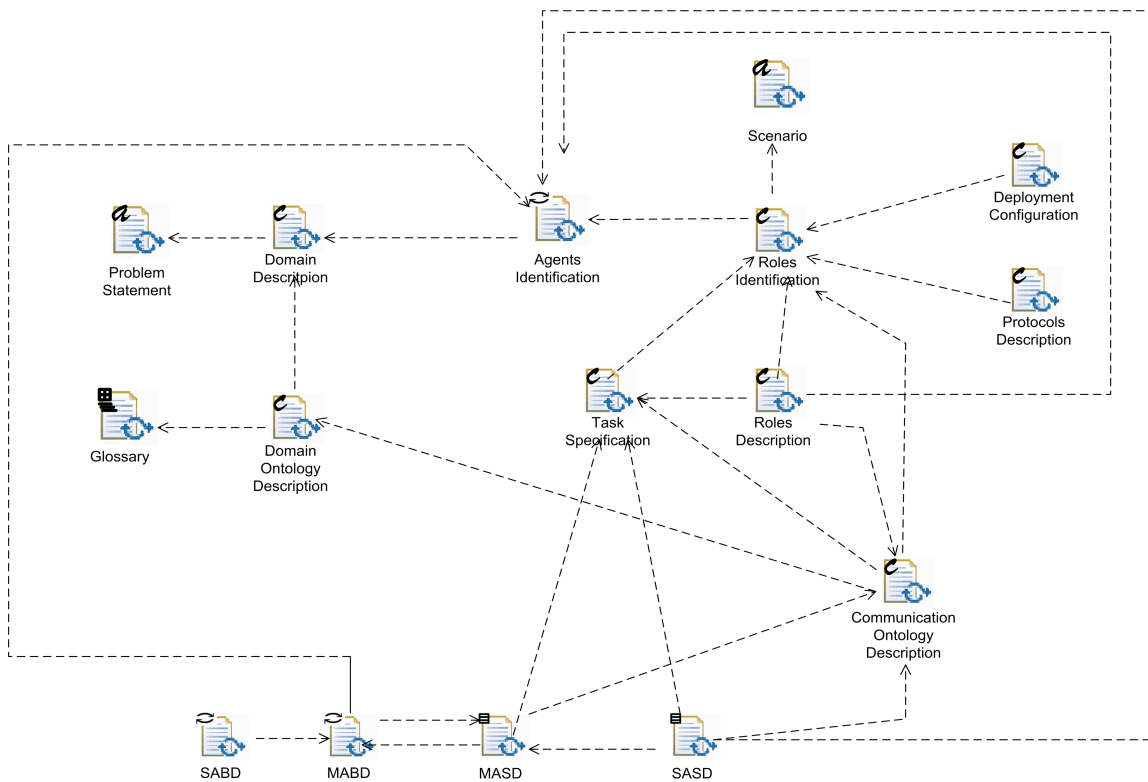 a
Scenario
c
Deployment
Configuration
a
Problem
Statement
c
Domain
Descritpion
Agents
Identification
c
Roles
Identification
c
Protocols
Description
Glossary
c
Domain
Ontology
Description
c
Task
Specification
c
Roles
Description
c
Communication
Ontology
Description
SABD
MABD
MASD
SASD